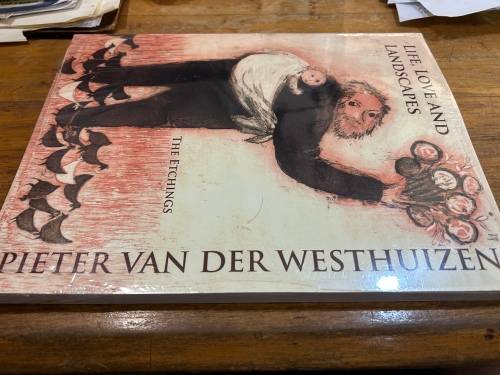 LIFE, LOVE AND
LANDSCAPES
THE ETCHINGS
PIETER VAN DER WESTHUIZEN